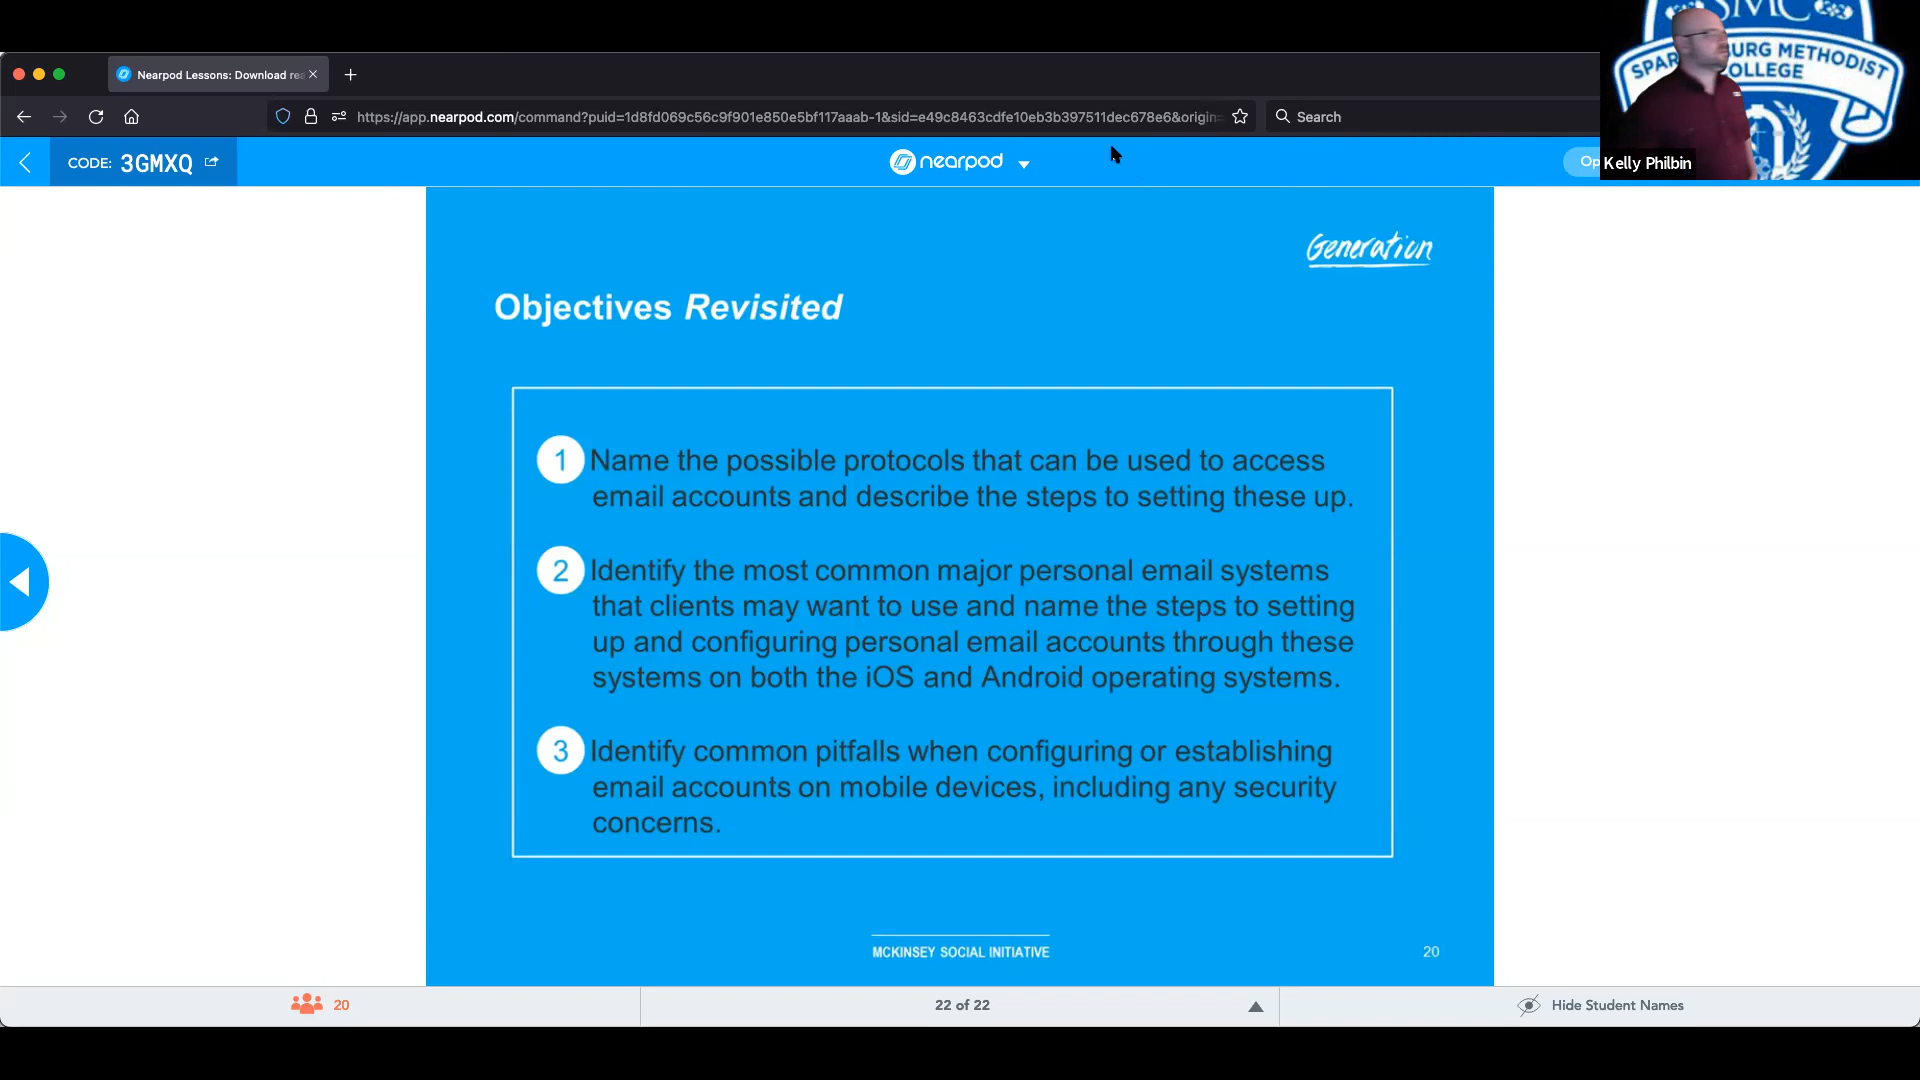 SMC
SPAR BURG METHODIST
OLLEGE
Kelly Philbin
Nearpod Lessons: Download rea
https://app.nearpod.com/command?puid=1d8fd069c56c9f901e850e5bf117aaab-1&sid=e49c8463cdfe10eb3b397511dec678e6&origin=
Search
CODE: 3GMXQ
nearpod
Op
Generation
Objectives Revisited
1 Name the possible protocols that can be used to access
email accounts and describe the steps to setting these up.
2 Identify the most common major personal email systems
that clients may want to use and name the steps to setting
up and configuring personal email accounts through these
systems on both the iOS and Android operating systems.
3 Identify common pitfalls when configuring or establishing
email accounts on mobile devices, including any security
concerns.
MCKINSEY SOCIAL INITIATIVE
20
20
22 of 22
Hide Student Names